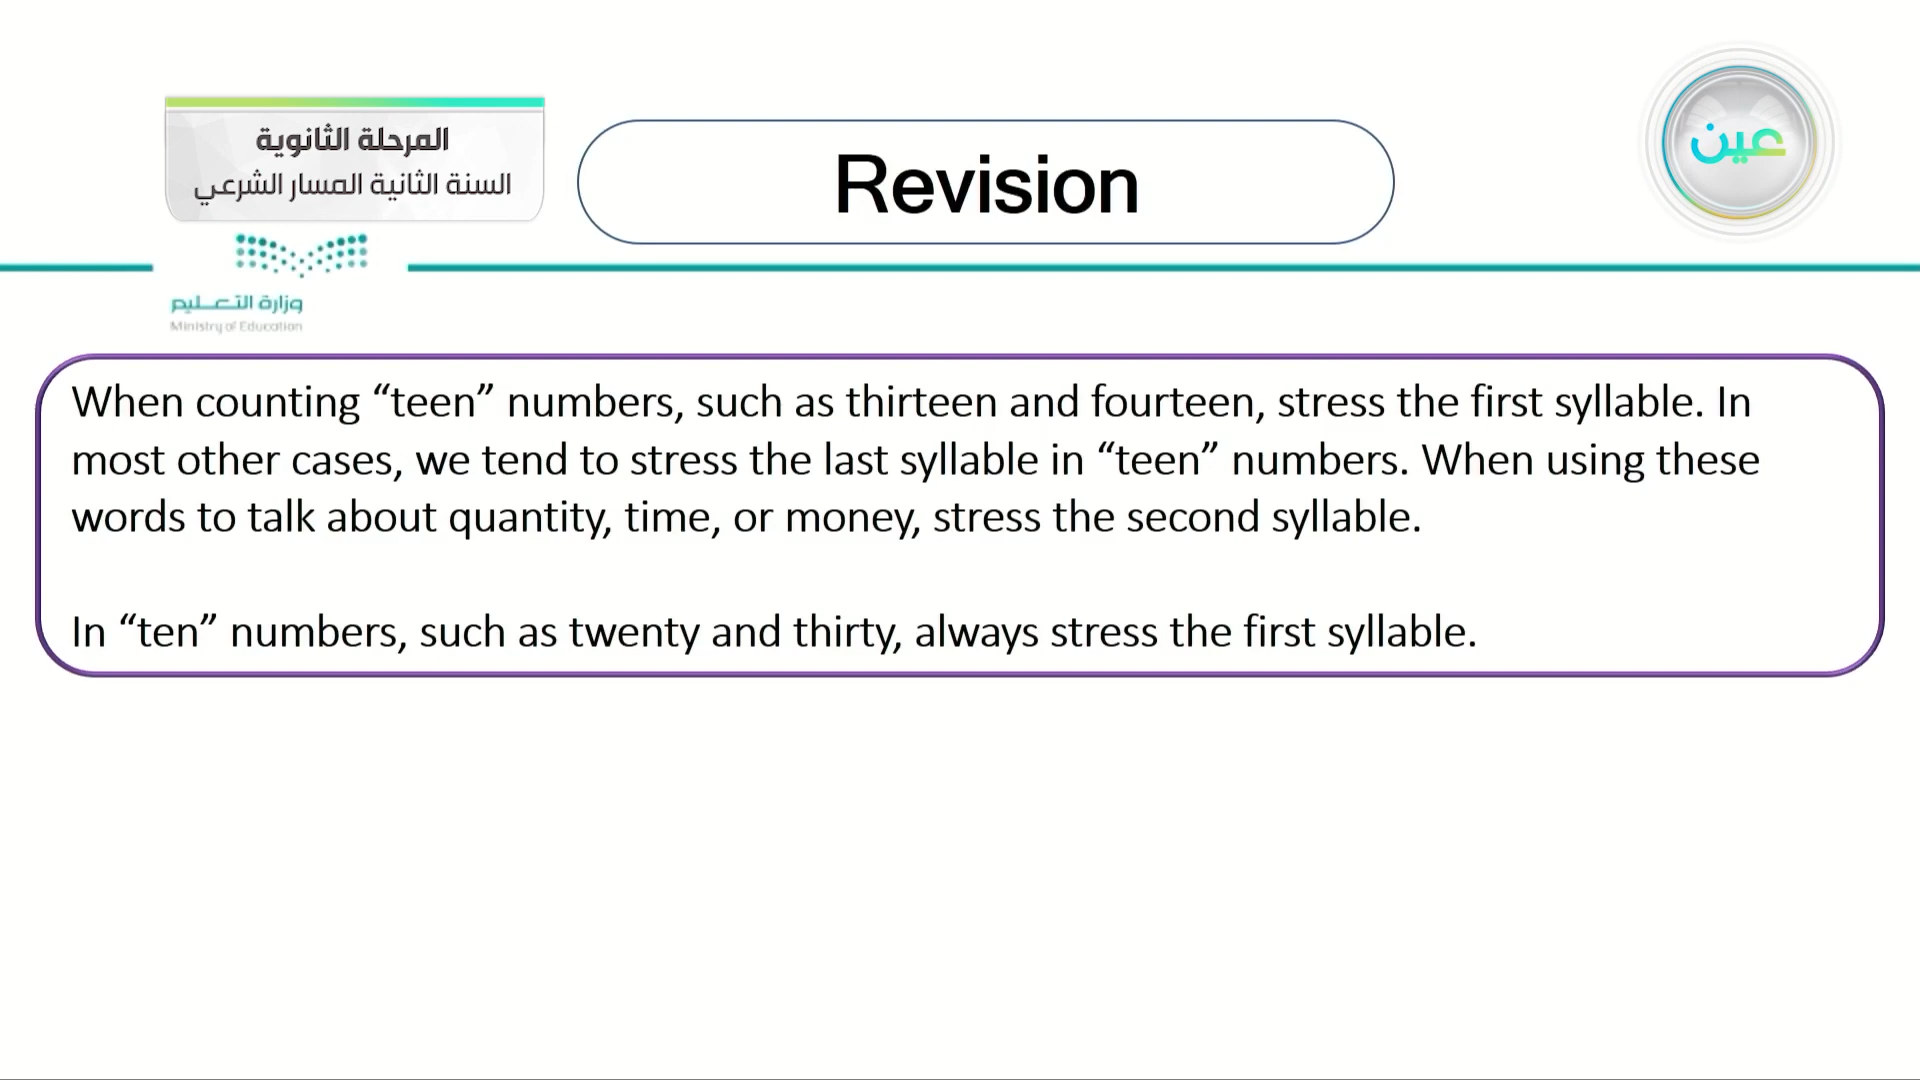 المرحلة الثانوية
السنة الثانية المسار الشرعي
Revision
عين
وزارة التعليم
Ministry of Education
When counting “teen” numbers, such as thirteen and fourteen, stress the first syllable. In
most other cases, we tend to stress the last syllable in “teen” numbers. When using these
words to talk about quantity, time, or money, stress the second syllable.
In “ten” numbers, such as twenty and thirty, always stress the first syllable.